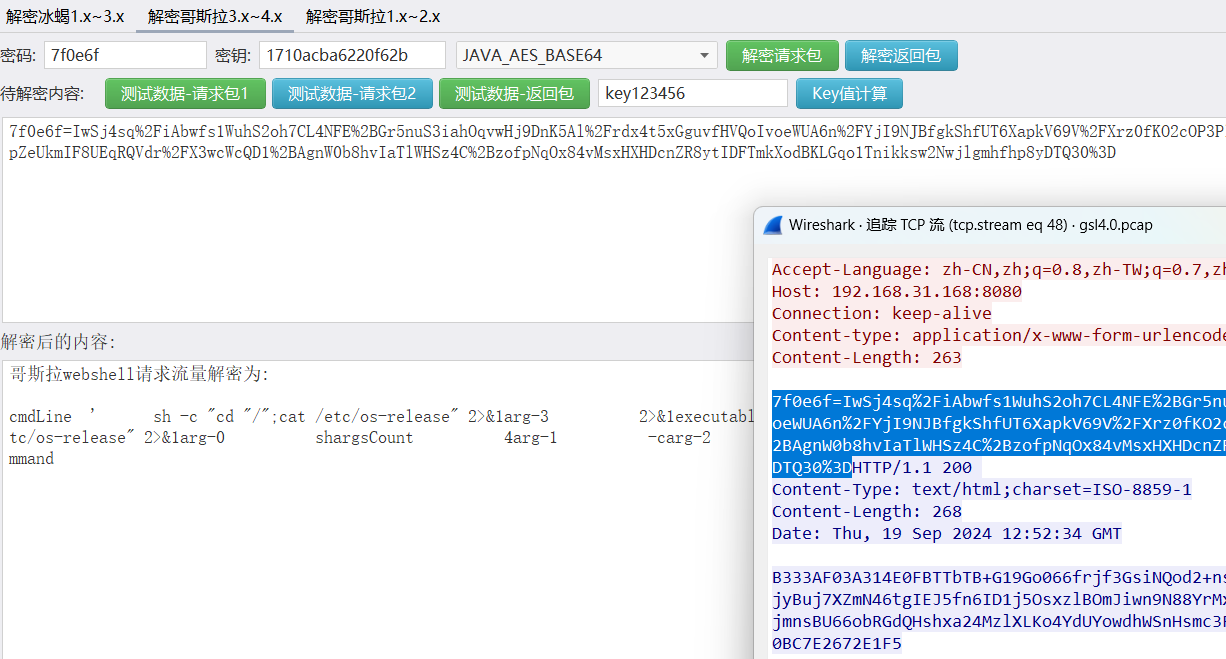 解密冰蝎1.x~3.x 解密哥斯拉3.x~4.x 解密哥斯拉1.x~2.x
密码: 7f0e6f 密钥: 1710acba6220f62b JAVA_AES_BASE64 解密请求包 解密返回包
待解密内容: 测试数据-请求包1 测试数据-请求包2 测试数据-返回包 key123456 Key值计算
7f0e6f=IwSj4sq%2FiAbwfs1WuhS2oh7CL4NFE%2BGr5nuS3iahOqvwHj9DnK5Al%2Frdx4t5xGguvfHVQoIvoeWUA6n%2FYjI9NJBfgkShfUT6XapkV69V%2FXrz0fKO2cOP3P
pZeUkmIF8UEqRQVdr%2FX3wcWcQD1%2BAgnW0b8hvIaTlWHSz4C%2BzofpNqOx84vMsxHXHDcnZR8ytIDFTmkXodBKLGqo1Tnikksw2Nwjlgmhfhp8yDTQ30%3D
Wireshark · 追踪 TCP 流 (tcp.stream eq 48) · gsl4.0.pcap
Accept-Language: zh-CN,zh;q=0.8,zh-TW;q=0.7,zh
Host: 192.168.31.168:8080
Connection: keep-alive
Content-type: application/x-www-form-urlencode
Content-Length: 263
7f0e6f=IwSj4sq%2FiAbwfs1WuhS2oh7CL4NFE%2BGr5nu
oeWUA6n%2FYjI9NJBfgkShfUT6XapkV69V%2FXrz0fKO2c
2BAgnW0b8hvIaTlWHSz4C%2BzofpNqOx84vMsxHXHDcnZR
DTQ30%3DHTTP/1.1 200
Content-Type: text/html;charset=ISO-8859-1
Content-Length: 268
Date: Thu, 19 Sep 2024 12:52:34 GMT
B333AF03A314E0FBTTbTB+G19Go066frjf3GsiNQod2+ns
jyBuj7XZmN46tgIEJ5fn6ID1j5OsxzlBOmJiwn9N88YrMx
jmnsBU66obRGdQHshxa24MzlXLKo4YdUYowdhWSnHsmc3F
0BC7E2672E1F5
解密后的内容:
哥斯拉webshell请求流量解密为:
cmdLine ’ sh -c "cd "/";cat /etc/os-release" 2>&1arg-3 2>&1executabl
tc/os-release" 2>&1arg-0 shargsCount 4arg-1 -carg-2
mmand